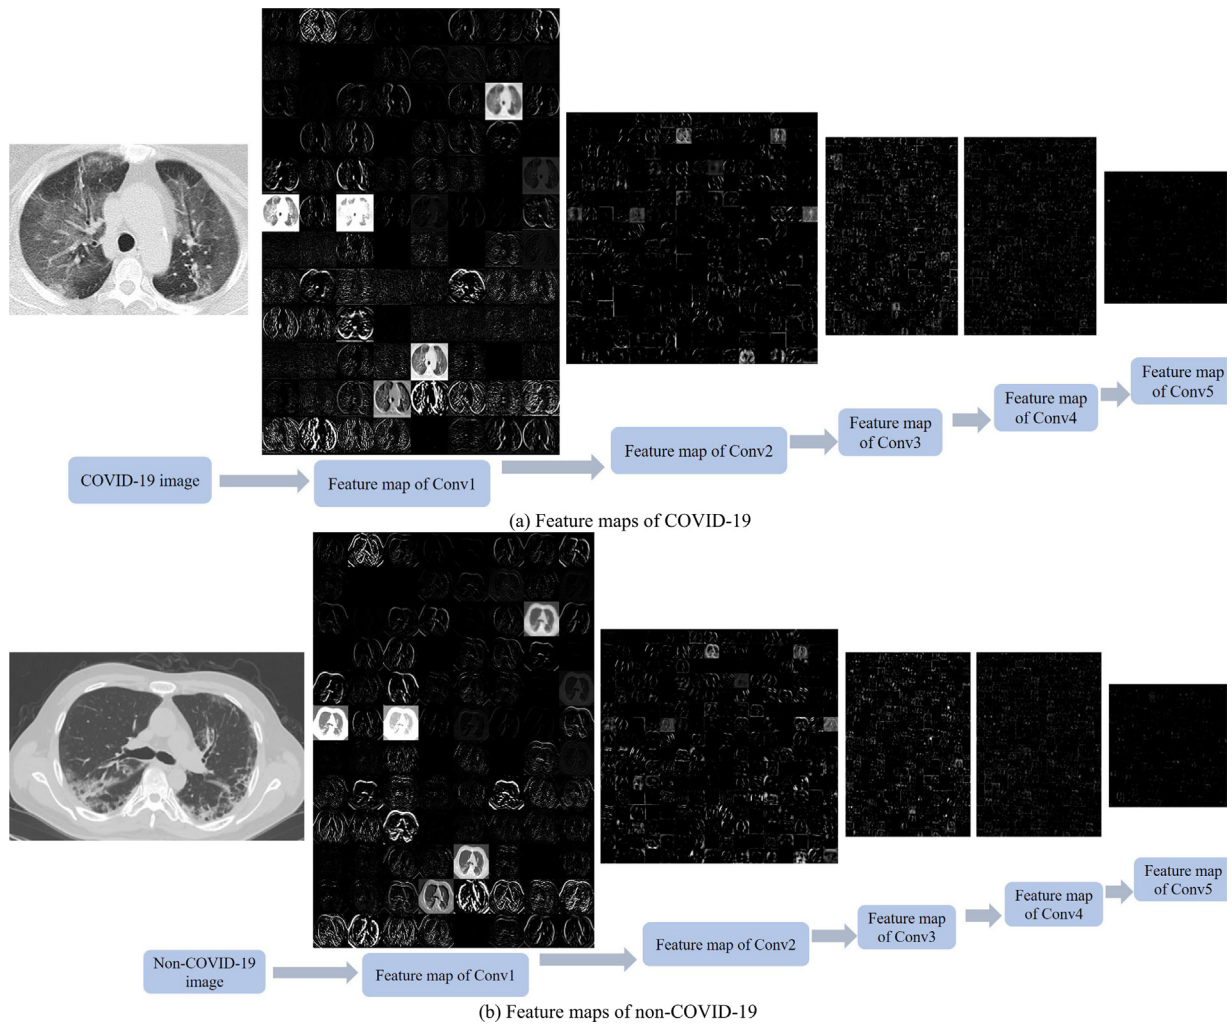 COVID-19 image
Feature map of Conv1
Feature map of Conv2
Feature map
of Conv3
Feature map
of Conv4
Feature map
of Conv5
(a) Feature maps of COVID-19
Non-COVID-19
image
Feature map of Conv1
Feature map of Conv2
Feature map
of Conv3
Feature map
of Conv4
Feature map
of Conv5
(b) Feature maps of non-COVID-19